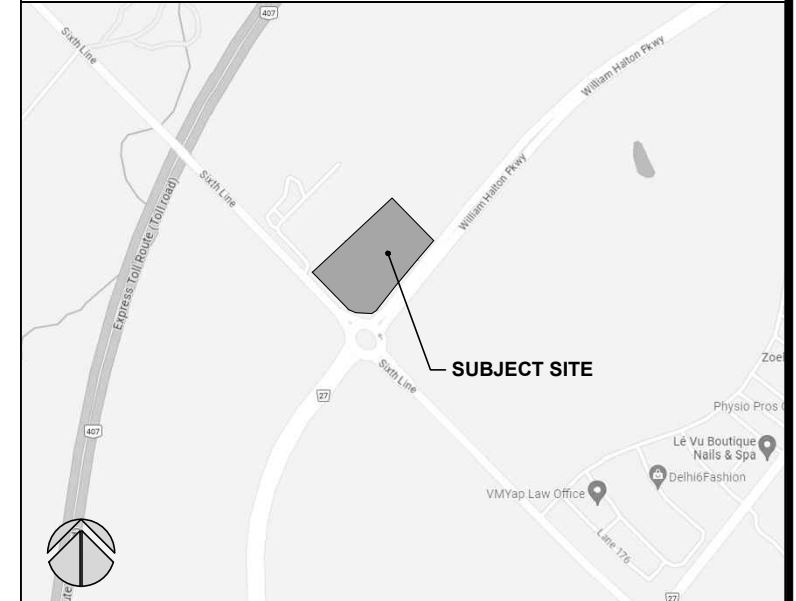 407
Sixth Line
William Halton Pkwy
Sixth Line
William Halton Pkwy
Express Toll Route (Toll road)
SUBJECT SITE
Sixth Line
27
Zoel
Physio Pros
407
Lé Vu Boutique
Nails & Spa
Delhi6Fashion
VMYap Law Office
Lane 176
27